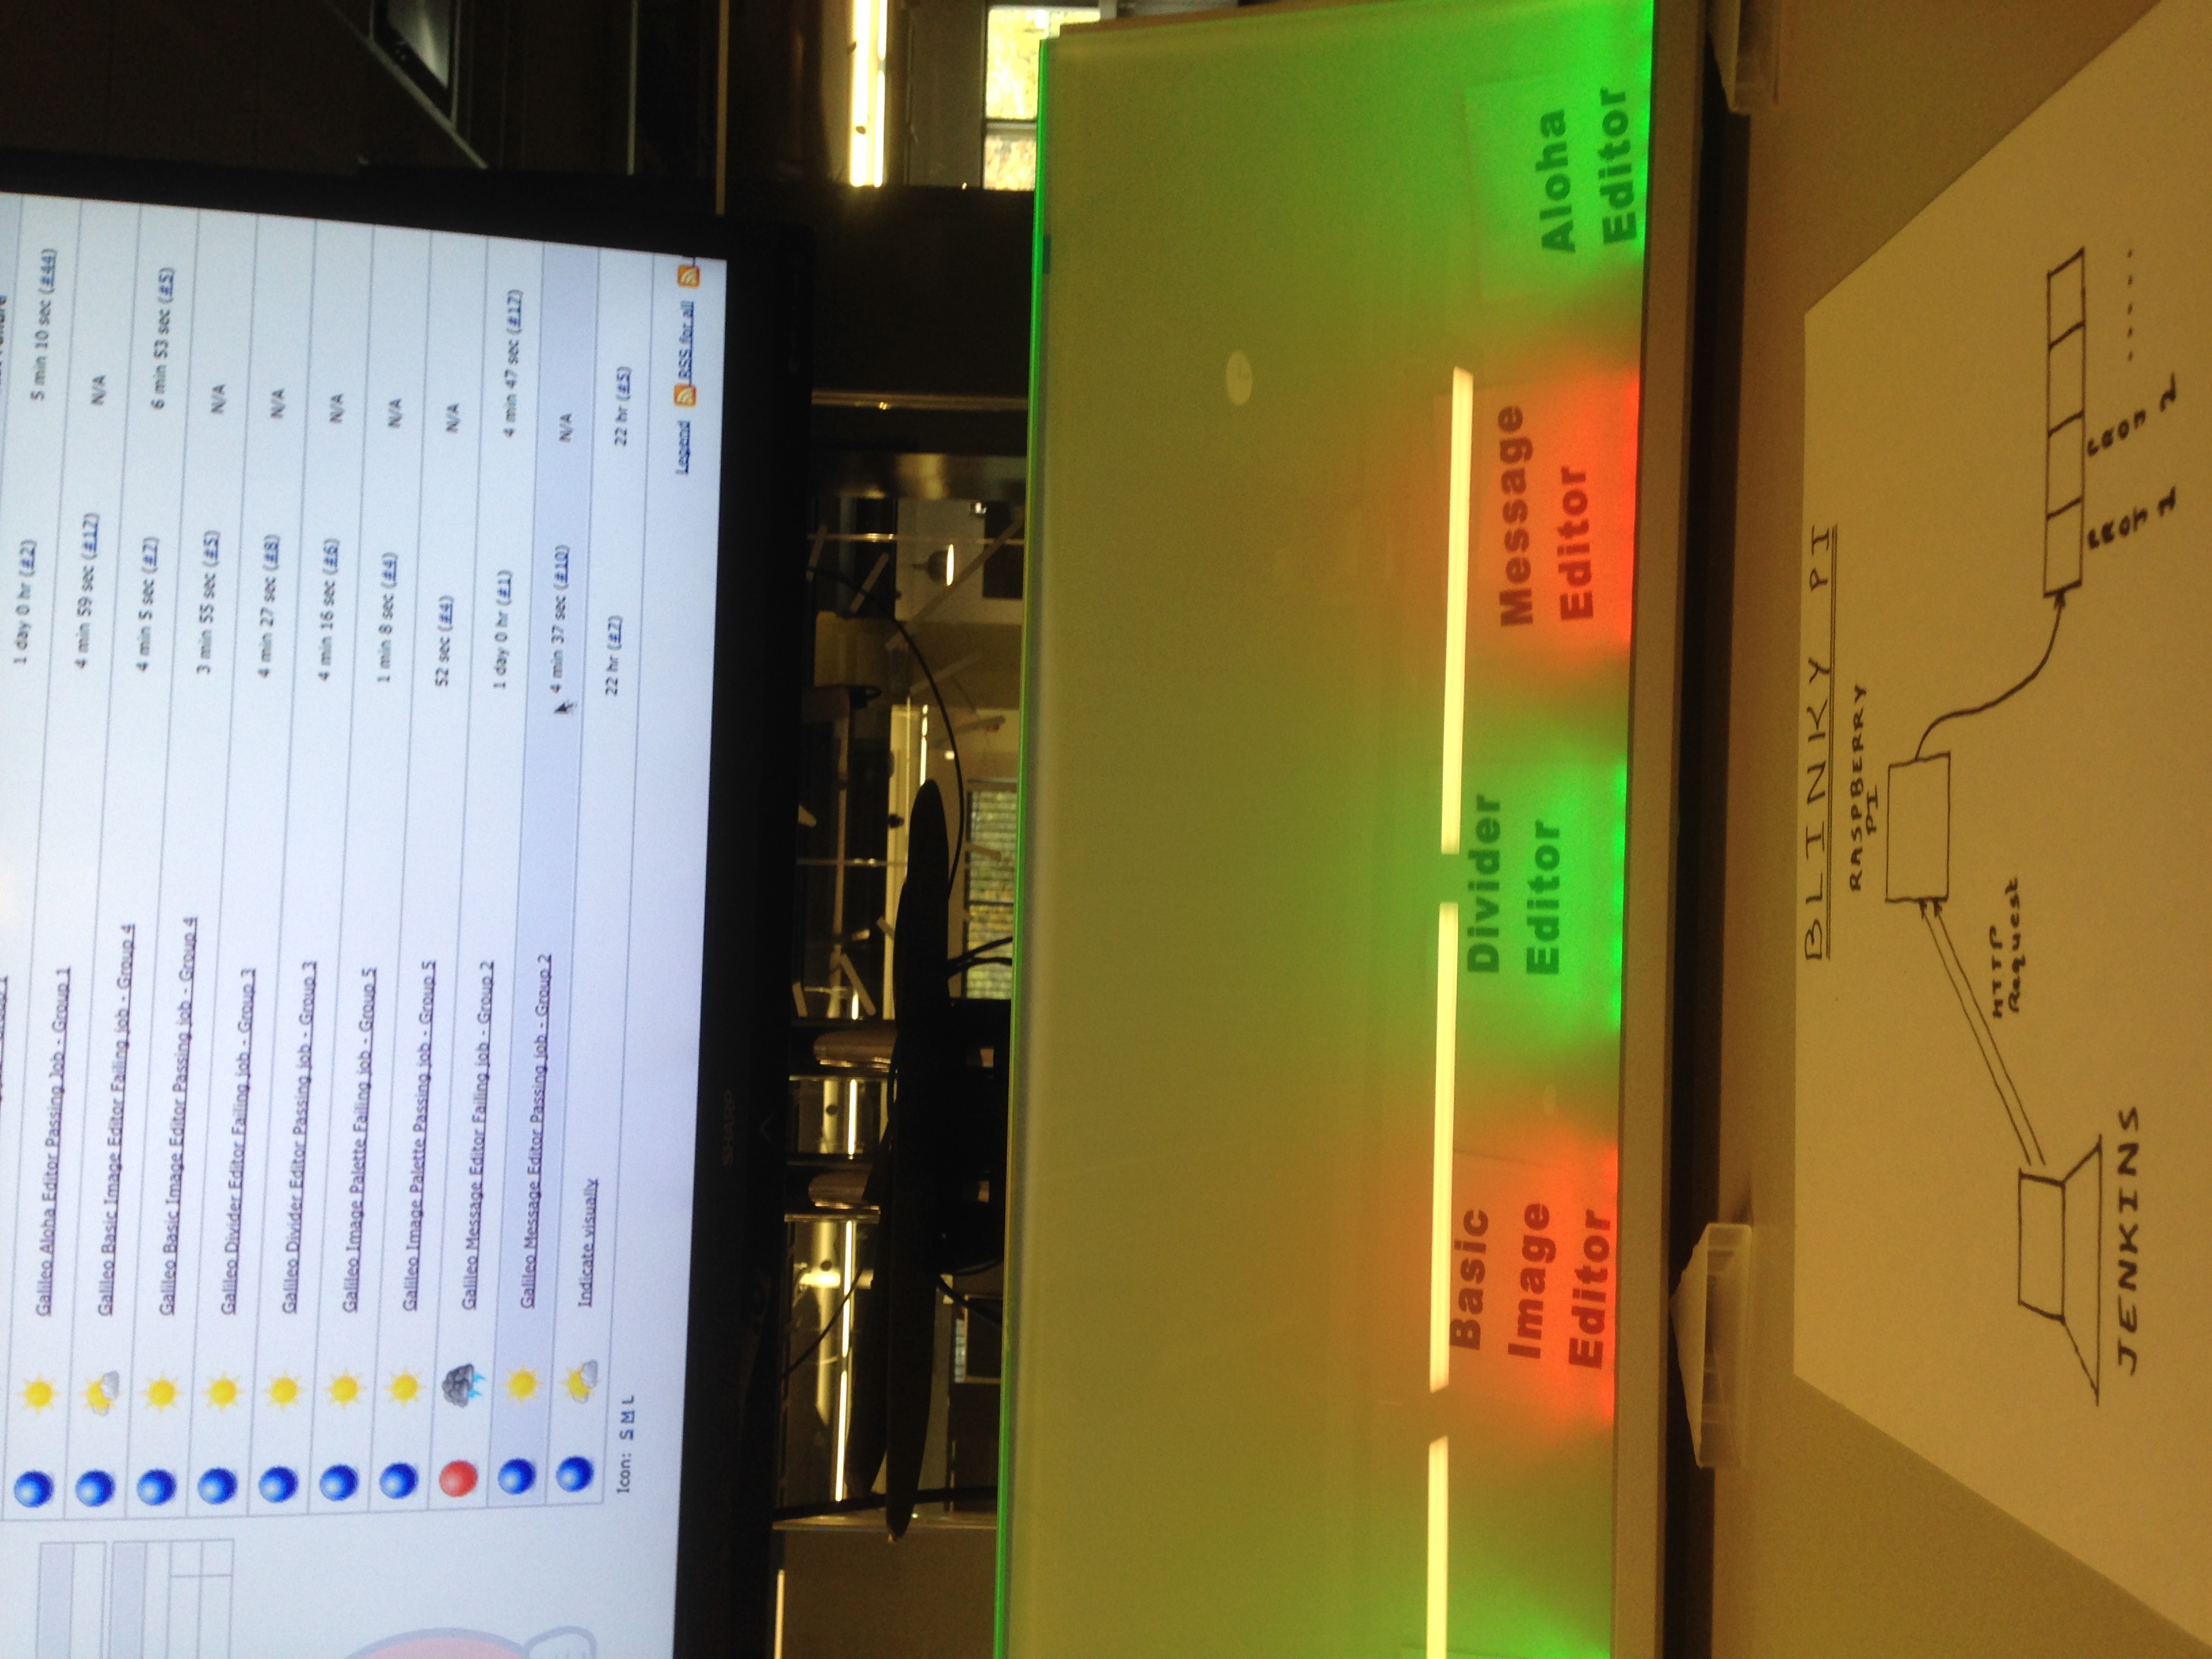 1 day 0 hr (#2) 5 min 10 sec (#44)
Galileo Aloha Editor Passing Job - Group 1 4 min 59 sec (#17) N/A
Galileo Basic Image Editor Failing job - Group 4 4 min 5 sec (#7) 6 min 53 sec (#5)
Galileo Basic Image Editor Passing job - Group 4 3 min 55 sec (#5) N/A
Galileo Divider Editor Failing job - Group 3 4 min 27 sec (#8) N/A
Galileo Divider Editor Passing job - Group 3 4 min 16 sec (#6) N/A
Galileo Image Palette Failing job - Group 5 1 min 8 sec (#4) N/A
Galileo Image Palette Passing job - Group 5 52 sec (#4) N/A
Galileo Message Editor Failing job - Group 2 1 day 0 hr (#1) 4 min 47 sec (#17)
Galileo Message Editor Passing job - Group 2 4 min 37 sec (#10) N/A
Indicate visually 22 hr (#7) 22 hr (#5)
Icon: S M L
Legend RSS for all
SHARP
Basic
Image
Editor
Divider
Editor
Message
Editor
Aloha
Editor
BLINKY PI
RASPBERRY
PI
HTTP
Request
JENKINS
PROJ 1
PROJ 2
.....